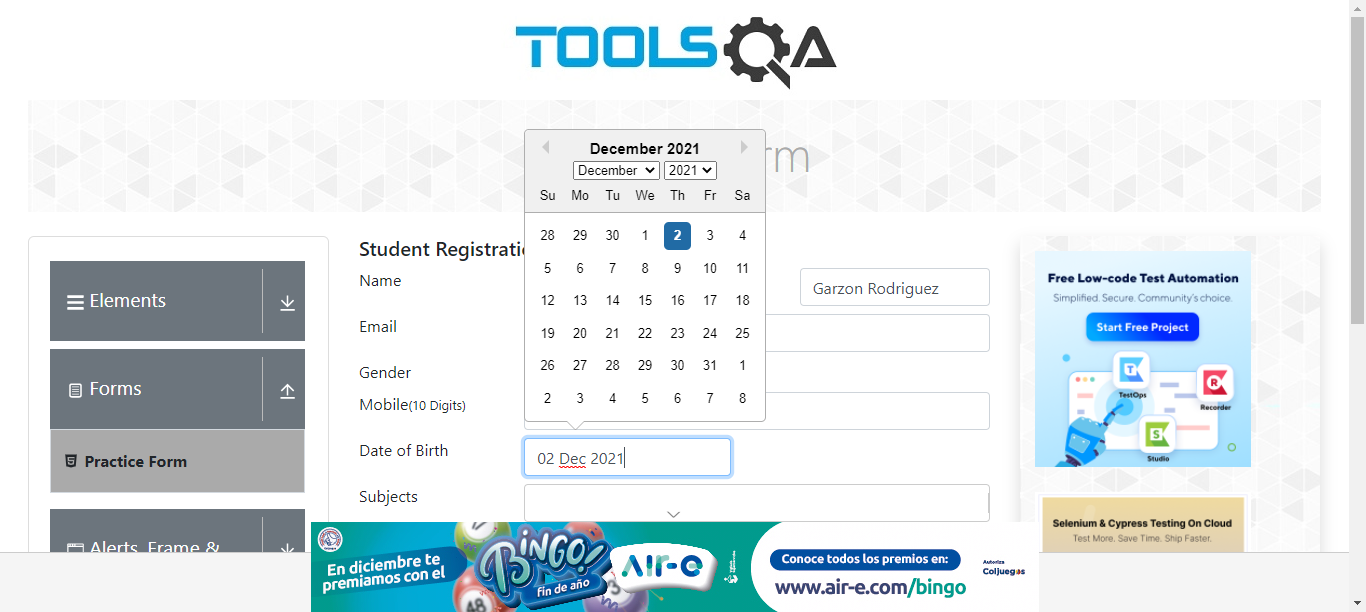 TOOLSQA
rm
December 2021
December 2021
Su Mo Tu We Th Fr Sa
28 29 30 1 2 3 4
5 6 7 8 9 10 11
12 13 14 15 16 17 18
19 20 21 22 23 24 25
26 27 28 29 30 31 1
2 3 4 5 6 7 8
Elements
Forms
Practice Form
Alerts, Frame &
Student Registrati
Name
Garzon Rodriguez
Email
Gender
Mobile(10 Digits)
Date of Birth
02 Dec 2021
Subjects
Free Low-code Test Automation
Simplified. Secure. Community's choice.
Start Free Project
TestOps
R
Recorder
S
Studio
Selenium & Cypress Testing On Cloud
Test More. Save Time. Ship Faster.
En diciembre te
premiamos con el
BINGO!
fin de año
48
AIR-E
Conoce todos los premios en:
www.air-e.com/bingo
Autoriza
Coljuegos